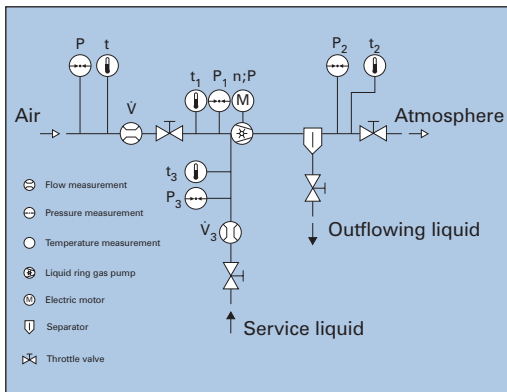 P t
t1 P1 n;P
M
P2 t2
Air
V̇
Atmosphere
t3
P3
V̇3
Outflowing liquid
Service liquid
Flow measurement
Pressure measurement
Temperature measurement
Liquid ring gas pump
M Electric motor
Separator
Throttle valve